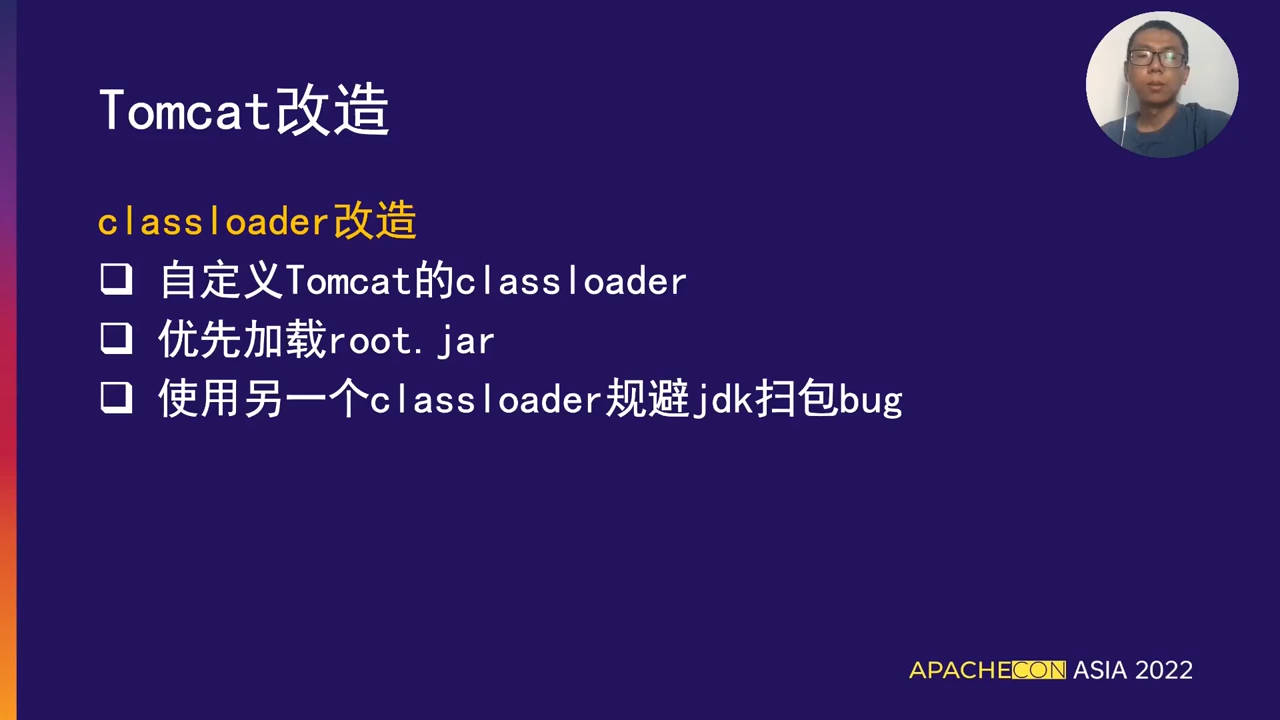 Tomcat改造
classloader改造
自定义Tomcat的classloader
优先加载root.jar
使用另一个classloader规避jdk扫包bug
APACHECON ASIA 2022